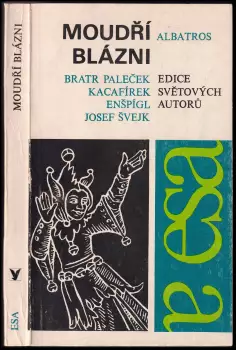 MOUDŘÍ BLÁZNI
ESA
MOUDŘÍ
BLÁZNI
ALBATROS
BRATR PALEČEK
KACAFÍREK
ENŠPÍGL
JOSEF ŠVEJK
EDICE
SVĚTOVÝCH
AUTORŮ
esa